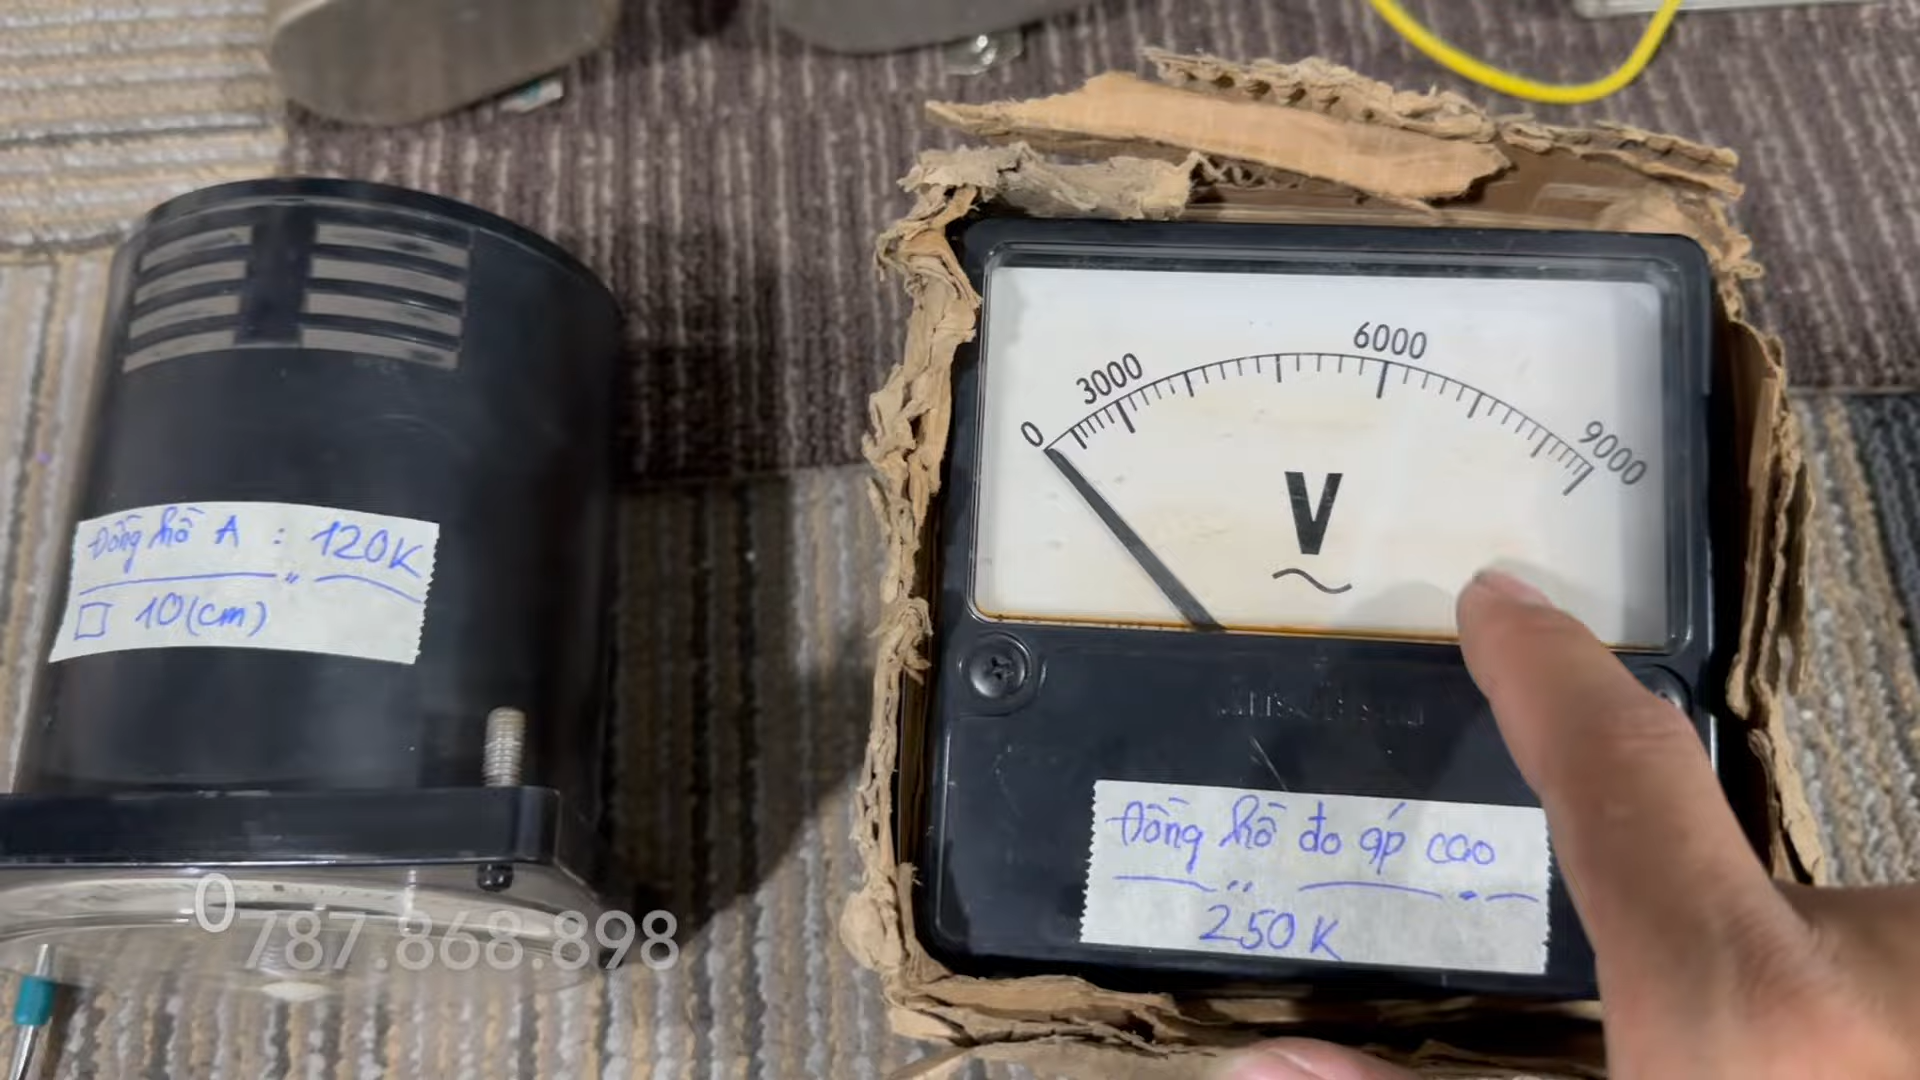 Đồng hồ A : 120K
10(cm)
0
3000
6000
9000
V
Đồng hồ đo áp cao
250K
0787.868.898